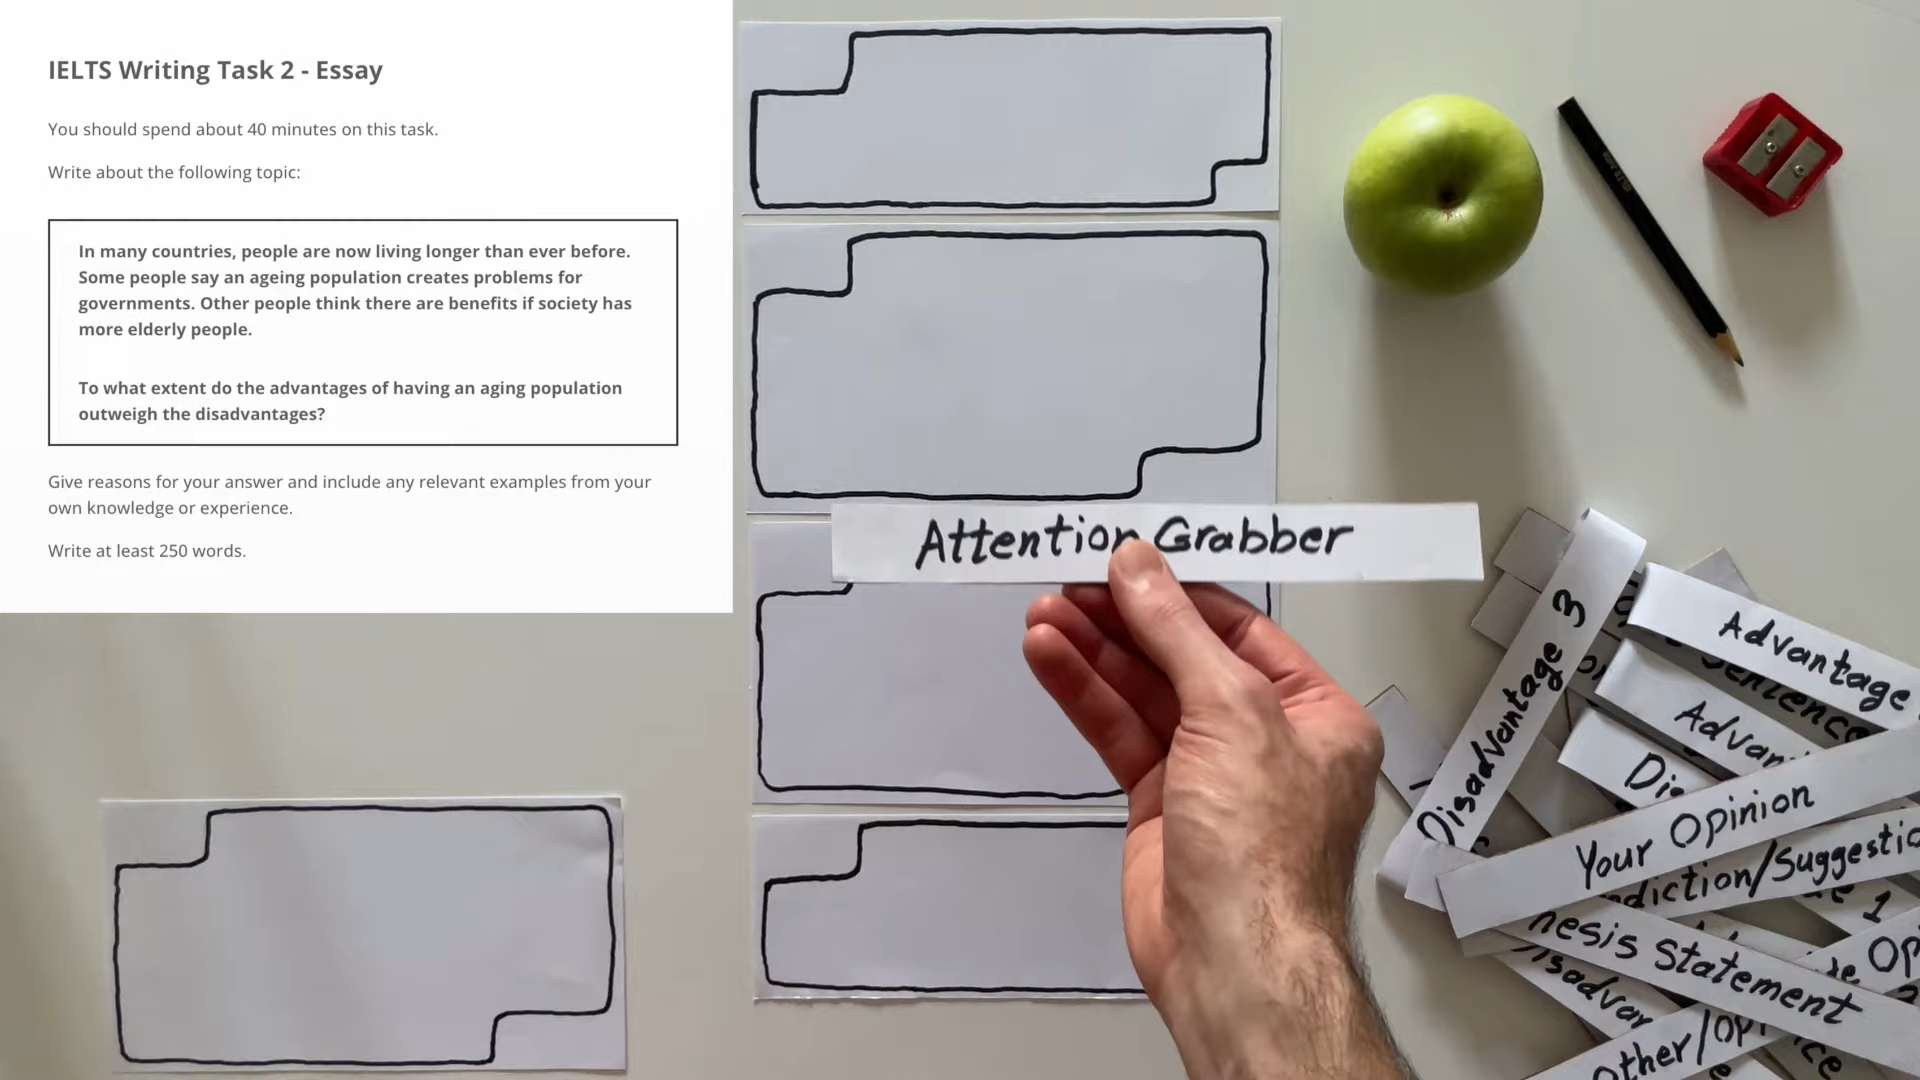 IELTS Writing Task 2 - Essay
You should spend about 40 minutes on this task.
Write about the following topic:
In many countries, people are now living longer than ever before.
Some people say an ageing population creates problems for
governments. Other people think there are benefits if society has
more elderly people.
To what extent do the advantages of having an aging population
outweigh the disadvantages?
Give reasons for your answer and include any relevant examples from your
own knowledge or experience.
Write at least 250 words.
Attention Grabber
Disadvantage 3
Advantage
Your Opinion
Statement